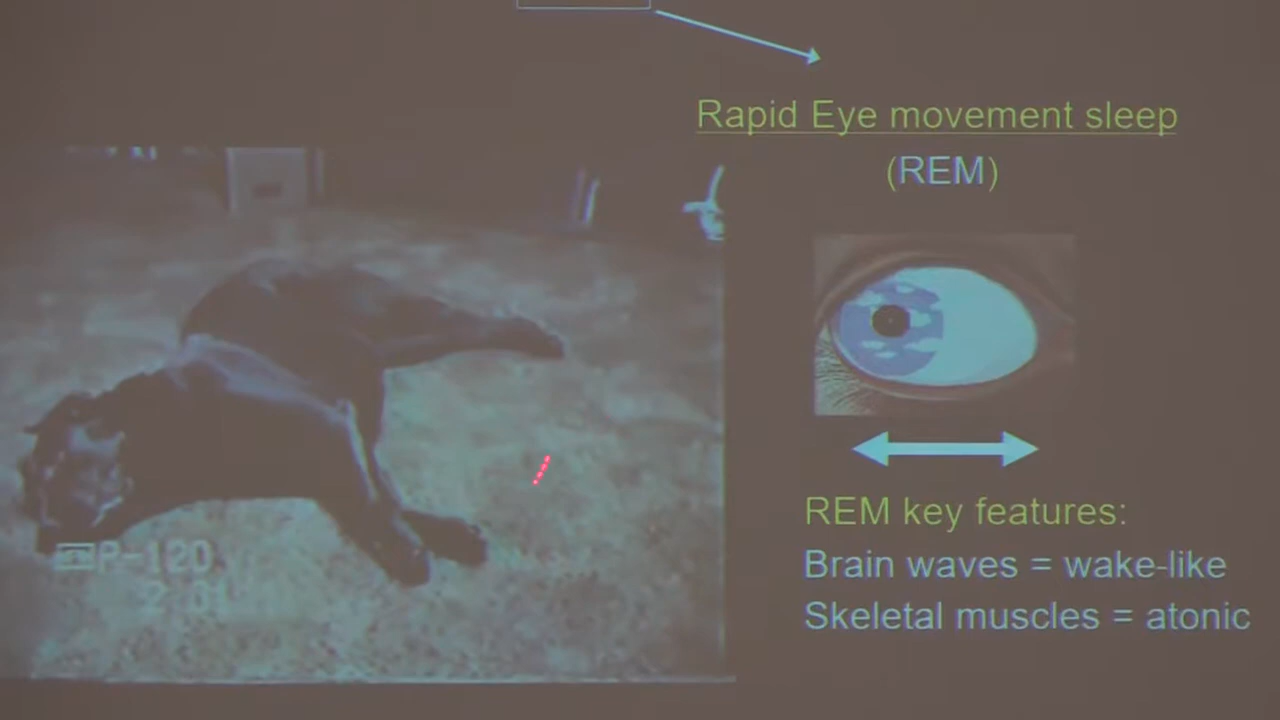 Rapid Eye movement sleep
(REM)
REM key features:
Brain waves = wake-like
Skeletal muscles = atonic
P-120